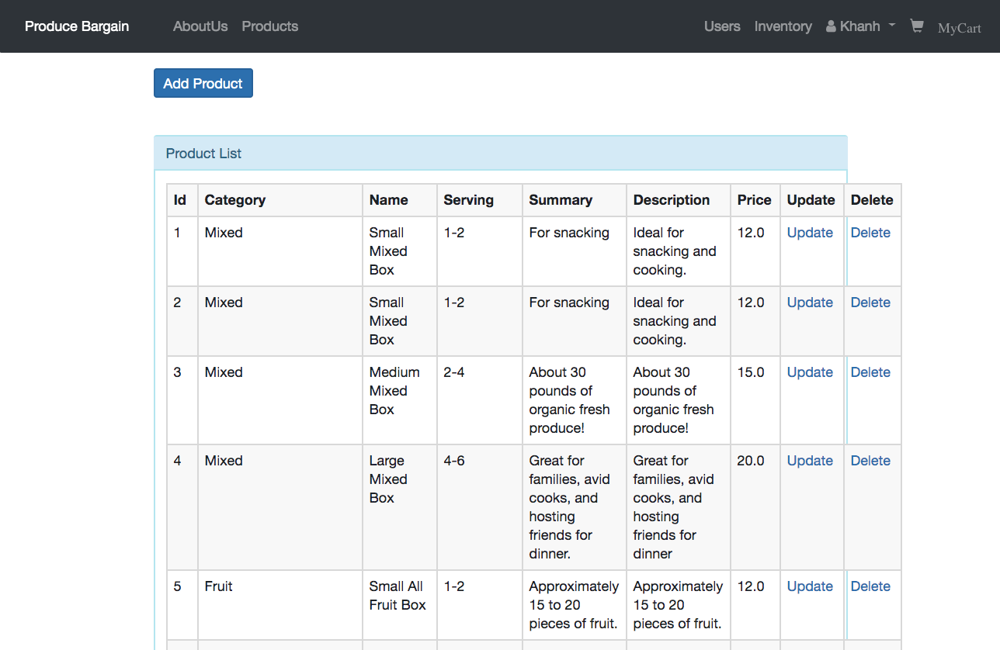 Produce Bargain AboutUs Products Users Inventory Khanh MyCart
Add Product
Product List
Id Category Name Serving Summary Description Price Update Delete
1 Mixed Small 1-2 For snacking Ideal for 12.0 Update Delete
Mixed snacking and
Box cooking.
2 Mixed Small 1-2 For snacking Ideal for 12.0 Update Delete
Mixed snacking and
Box cooking.
3 Mixed Medium 2-4 About 30 About 30 15.0 Update Delete
Mixed pounds of pounds of
Box organic fresh organic fresh
produce! produce!
4 Mixed Large 4-6 Great for Great for 20.0 Update Delete
Mixed families, avid families, avid
Box cooks, and cooks, and
hosting hosting
friends for friends for
dinner. dinner
5 Fruit Small All 1-2 Approximately Approximately 12.0 Update Delete
Fruit Box 15 to 20 15 to 20
pieces of fruit. pieces of fruit.